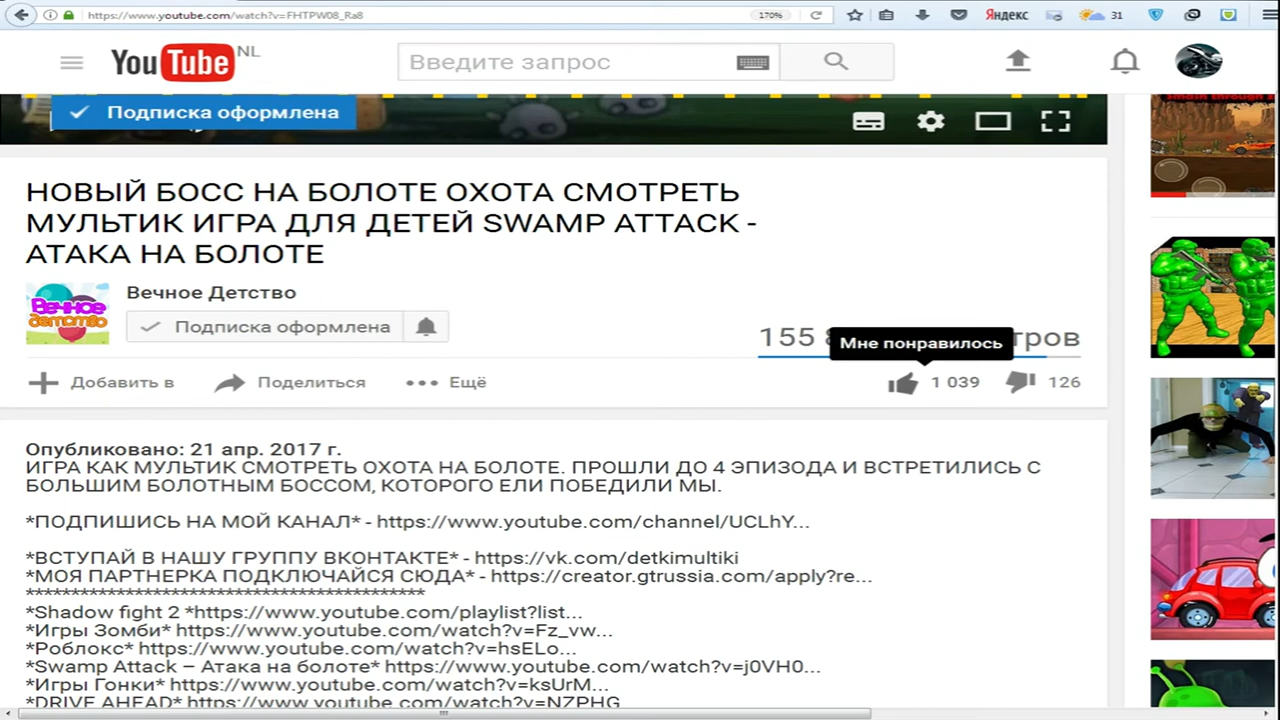 https://www.youtube.com/watch?v=FHTPW08_Ra8
170%
Яндекс
31
YouTube NL
Введите запрос
Подписка оформлена
НОВЫЙ БОСС НА БОЛОТЕ ОХОТА СМОТРЕТЬ
МУЛЬТИК ИГРА ДЛЯ ДЕТЕЙ SWAMP ATTACK -
АТАКА НА БОЛОТЕ
Вечное Детство
Вечное
детство
Подписка оформлена
155
тров
Мне понравилось
Добавить в
Поделиться
Ещё
1 039
126
Опубликовано: 21 апр. 2017 г.
ИГРА КАК МУЛЬТИК СМОТРЕТЬ ОХОТА НА БОЛОТЕ. ПРОШЛИ ДО 4 ЭПИЗОДА И ВСТРЕТИЛИСЬ С
БОЛЬШИМ БОЛОТНЫМ БОССОМ, КОТОРОГО ЕЛИ ПОБЕДИЛИ МЫ.
*ПОДПИШИСЬ НА МОЙ КАНАЛ* - https://www.youtube.com/channel/UCLhY...
*ВСТУПАЙ В НАШУ ГРУППУ ВКОНТАКТЕ* - https://vk.com/detkimultiki
*МОЯ ПАРТНЕРКА ПОДКЛЮЧАЙСЯ СЮДА* - https://creator.gtrussia.com/apply?re...
******************************************
*Shadow fight 2 *https://www.youtube.com/playlist?list...
*Игры Зомби* https://www.youtube.com/watch?v=Fz_vw...
*Роблокс* https://www.youtube.com/watch?v=hsELo...
*Swamp Attack – Атака на болоте* https://www.youtube.com/watch?v=j0VH0...
*Игры Гонки* https://www.youtube.com/watch?v=ksUrM...
*DRIVE AHEAD* https://www.youtube.com/watch?v=NZPHG